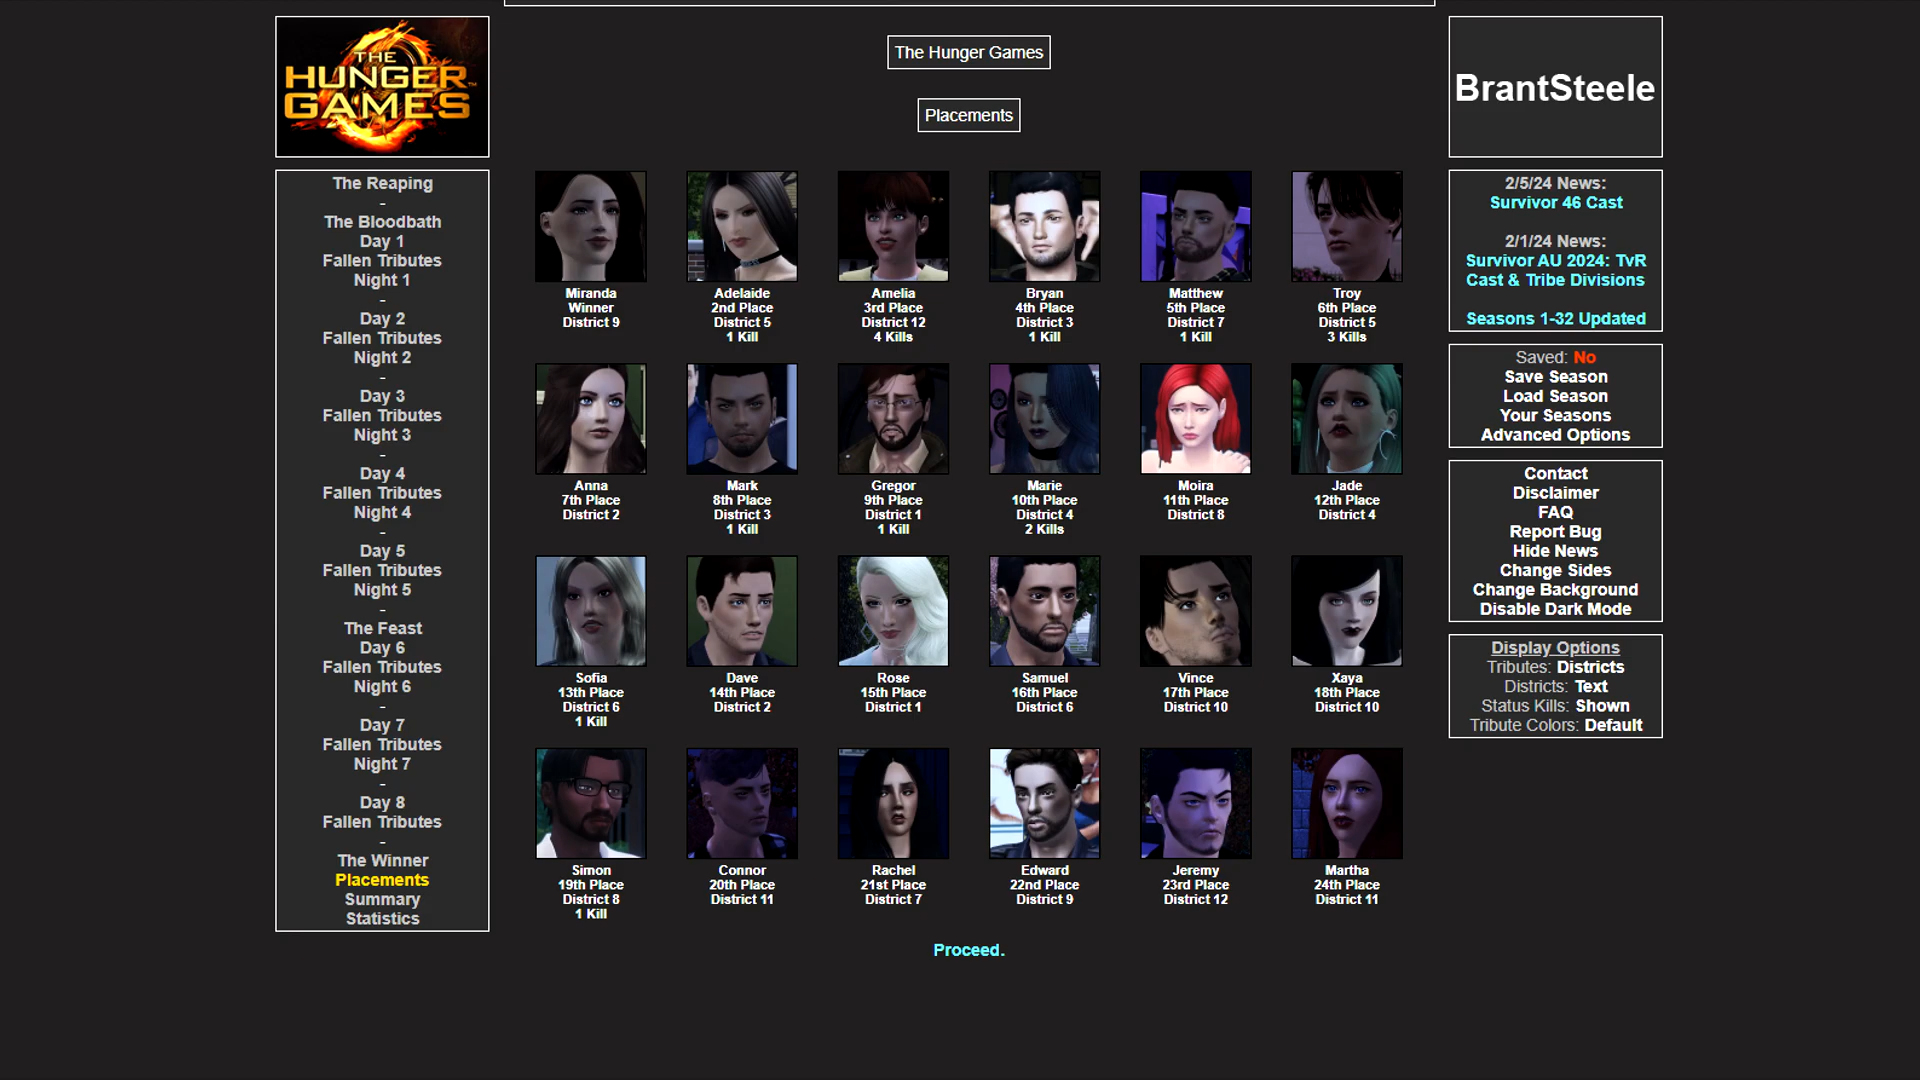 THE
HUNGER
GAMES
The Reaping
-
The Bloodbath
Day 1
Fallen Tributes
Night 1
-
Day 2
Fallen Tributes
Night 2
-
Day 3
Fallen Tributes
Night 3
-
Day 4
Fallen Tributes
Night 4
-
Day 5
Fallen Tributes
Night 5
-
The Feast
Day 6
Fallen Tributes
Night 6
-
Day 7
Fallen Tributes
Night 7
-
Day 8
Fallen Tributes
-
The Winner
Placements
Summary
Statistics
The Hunger Games
Placements
Miranda
Winner
District 9
Adelaide
2nd Place
District 5
1 Kill
Amelia
3rd Place
District 12
4 Kills
Bryan
4th Place
District 3
1 Kill
Matthew
5th Place
District 7
1 Kill
Troy
6th Place
District 5
3 Kills
Anna
7th Place
District 2
Mark
8th Place
District 3
1 Kill
Gregor
9th Place
District 1
1 Kill
Marie
10th Place
District 4
2 Kills
Moira
11th Place
District 8
Jade
12th Place
District 4
Sofia
13th Place
District 6
1 Kill
Dave
14th Place
District 2
Rose
15th Place
District 1
Samuel
16th Place
District 6
Vince
17th Place
District 10
Xaya
18th Place
District 10
Simon
19th Place
District 8
1 Kill
Connor
20th Place
District 11
Rachel
21st Place
District 7
Edward
22nd Place
District 9
Jeremy
23rd Place
District 12
Martha
24th Place
District 11
Proceed.
BrantSteele
2/5/24 News:
Survivor 46 Cast
2/1/24 News:
Survivor AU 2024: TvR
Cast & Tribe Divisions
Seasons 1-32 Updated
Saved: No
Save Season
Load Season
Your Seasons
Advanced Options
Contact
Disclaimer
FAQ
Report Bug
Hide News
Change Sides
Change Background
Disable Dark Mode
Display Options
Tributes: Districts
Districts: Text
Status Kills: Shown
Tribute Colors: Default